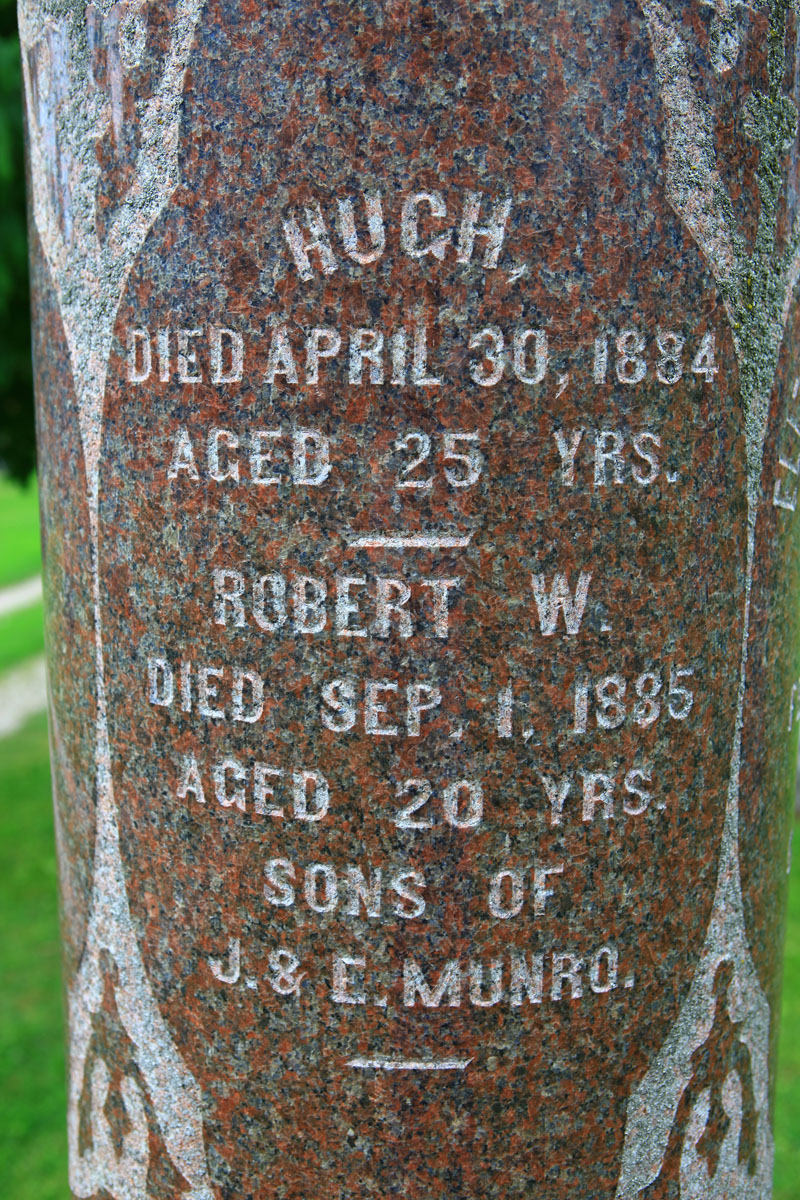 HUGH,
DIED APRIL 30, 1884
AGED 25 YRS.
ROBERT W.
DIED SEP. 1, 1885
AGED 20 YRS.
SONS OF
J. & E. MUNRO.